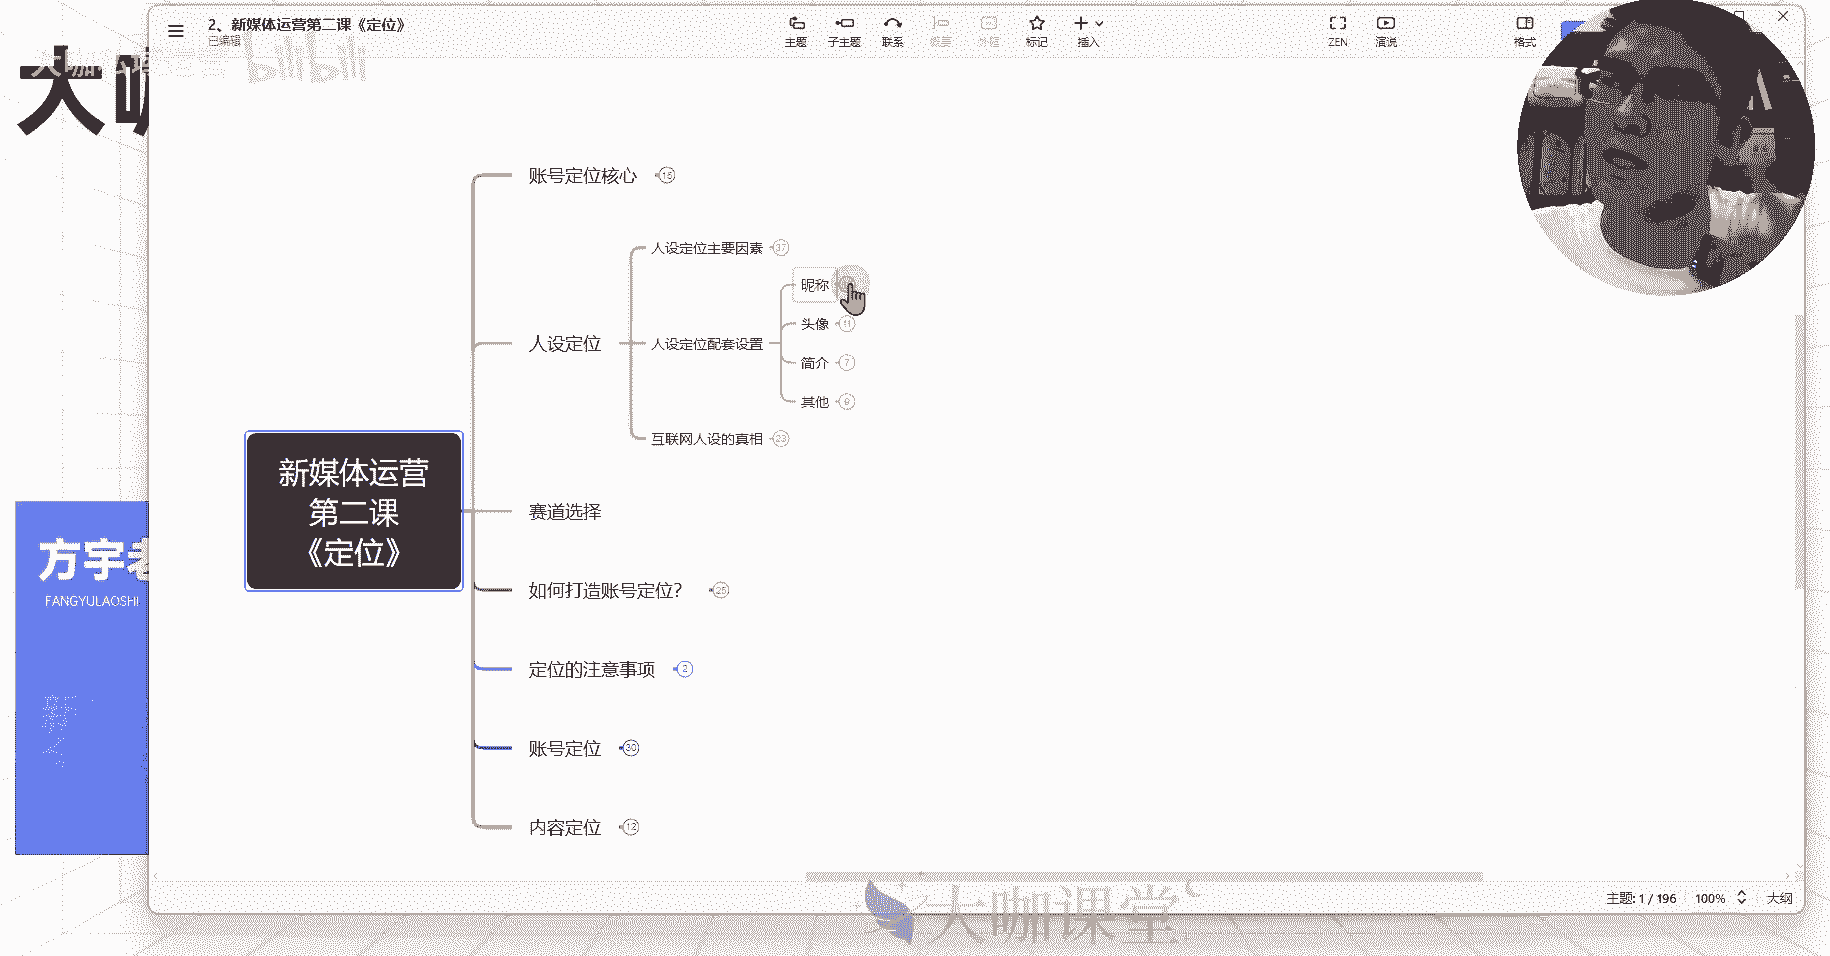 2、新媒体运营第二课《定位》
已编辑
主题
子主题
联系
概要
外框
标记
插入
ZEN
演说
格式
大咖
bilibili
账号定位核心 16
人设定位主要因素 37
昵称
头像 11
人设定位
人设定位配套设置
简介 7
其他 9
互联网人设的真相 23
新媒体运营
第二课
《定位》
赛道选择
方宇老
FANGYULAOSHI
如何打造账号定位? 25
定位的注意事项 2
账号定位 30
内容定位 12
主题: 1 / 196
100%
大纲
大咖课堂